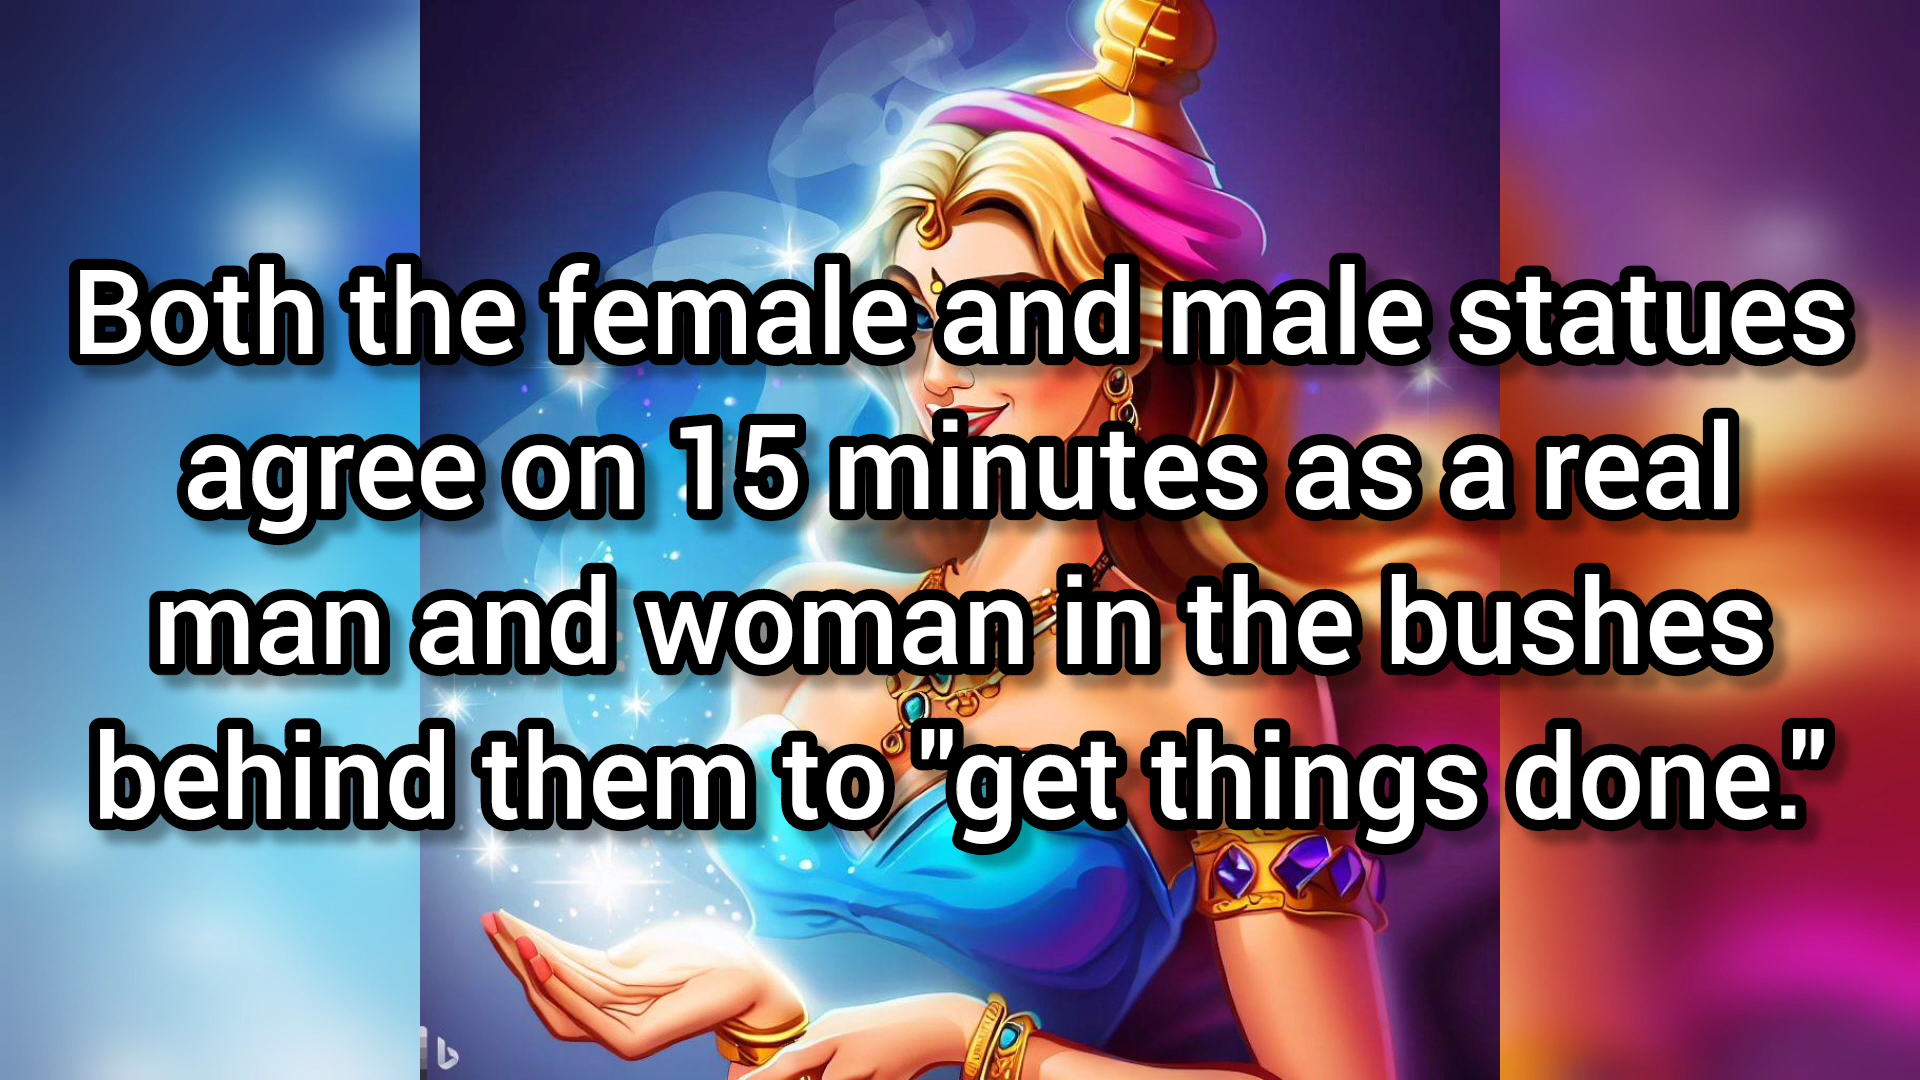 Both the female and male statues
agree on 15 minutes as a real
man and woman in the bushes
behind them to "get things done."
b